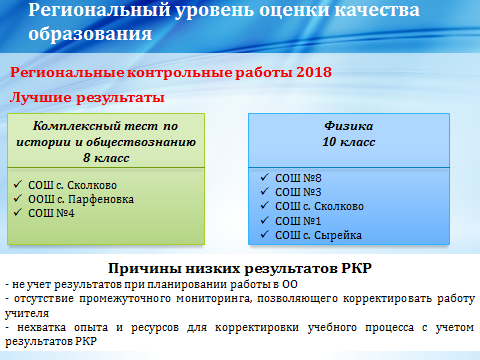 Региональный уровень оценки качества
образования
Региональные контрольные работы 2018
Лучшие результаты
Комплексный тест по
истории и обществознанию
8 класс
✓ СОШ с. Сколково
✓ ООШ с. Парфеновка
✓ СОШ №4
Физика
10 класс
✓ СОШ №8
✓ СОШ №3
✓ СОШ с. Сколково
✓ СОШ №1
✓ СОШ с. Сырейка
Причины низких результатов РКР
- не учет результатов при планировании работы в ОО
- отсутствие промежуточного мониторинга, позволяющего корректировать работу
учителя
- нехватка опыта и ресурсов для корректировки учебного процесса с учетом
результатов РКР